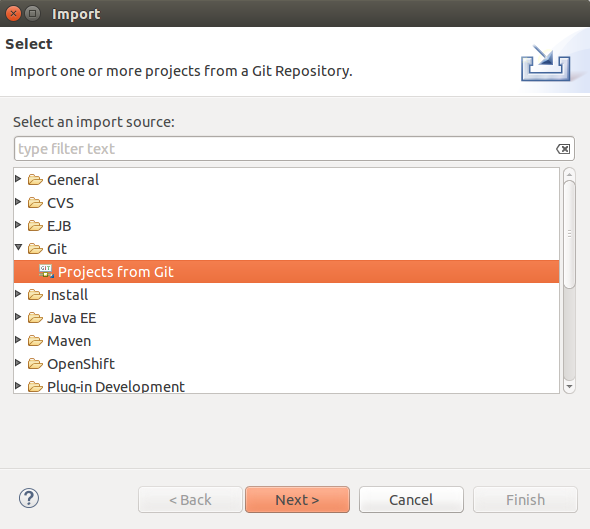 Import
Select
Import one or more projects from a Git Repository.
Select an import source:
type filter text
General
CVS
EJB
Git
GIT
Projects from Git
Install
Java EE
Maven
OpenShift
Plug-in Development
?
< Back
Next >
Cancel
Finish